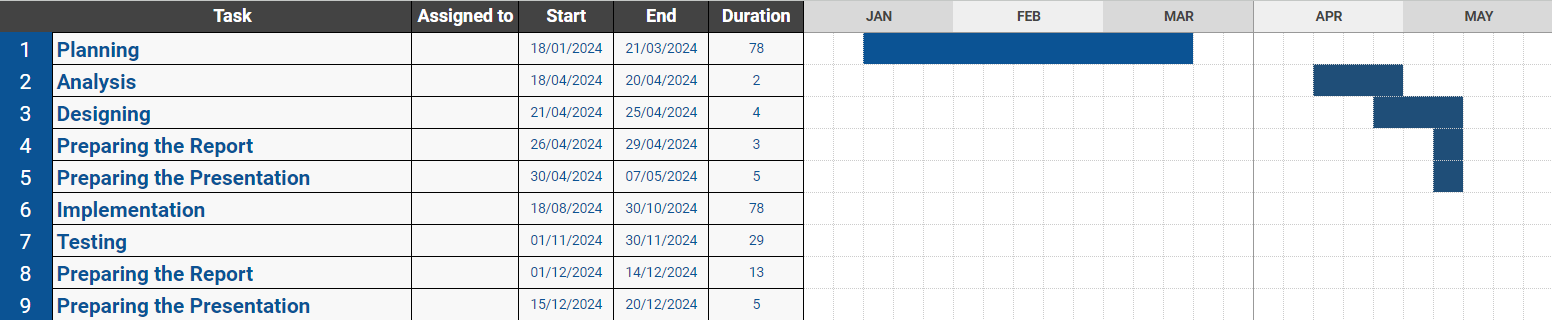 Task Assigned to Start End Duration JAN FEB MAR APR MAY
1 Planning 18/01/2024 21/03/2024 78
2 Analysis 18/04/2024 20/04/2024 2
3 Designing 21/04/2024 25/04/2024 4
4 Preparing the Report 26/04/2024 29/04/2024 3
5 Preparing the Presentation 30/04/2024 07/05/2024 5
6 Implementation 18/08/2024 30/10/2024 78
7 Testing 01/11/2024 30/11/2024 29
8 Preparing the Report 01/12/2024 14/12/2024 13
9 Preparing the Presentation 15/12/2024 20/12/2024 5